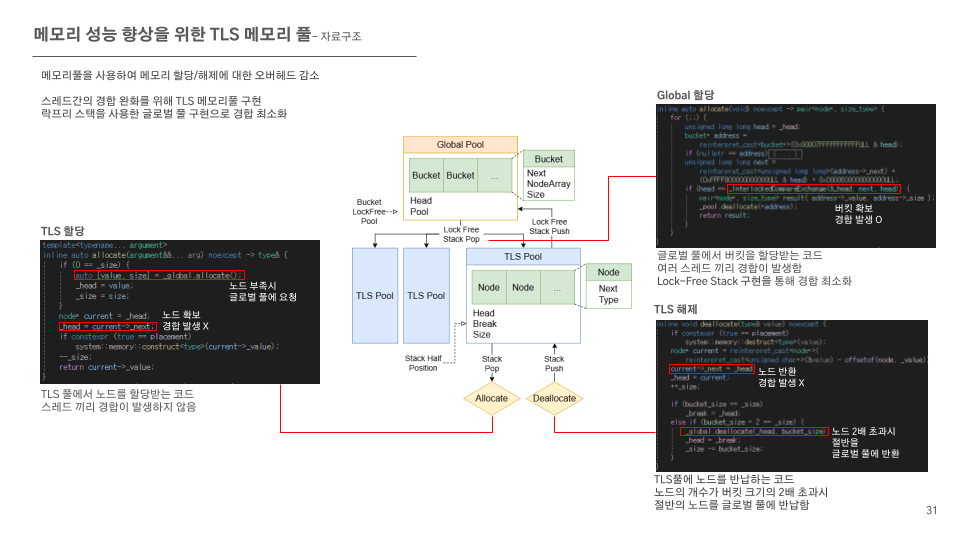 메모리 성능 향상을 위한 TLS 메모리 풀- 자료구조
메모리풀을 사용하여 메모리 할당/해제에 대한 오버헤드 감소
스레드간의 경합 완화를 위해 TLS 메모리풀 구현
락프리 스택을 사용한 글로벌 풀 구현으로 경합 최소화
TLS 할당
template<typename... argument>
inline auto allocate(argument&&... arg) noexcept -> type& {
if (0 == _size) {
auto [value, size] = _global.allocate();
_head = value;
_size = size;
}
노드 부족시
글로벌 풀에 요청
node* current = _head;
_head = current->_next;
노드 확보
경합 발생 X
if constexpr (true == placement)
system::memory::construct<type>(current->_value);
--_size;
return current->_value;
}
TLS 풀에서 노드를 할당받는 코드
스레드 끼리 경합이 발생하지 않음
Global Pool
Bucket
Bucket
...
Head
Pool
Bucket
Next
NodeArray
Size
Bucket
LockFree
Pool
Lock Free
Stack Pop
Lock Free
Stack Push
TLS Pool
TLS Pool
TLS Pool
Node
Node
...
Head
Break
Size
Node
Next
Type
Stack Half
Position
Stack
Pop
Stack
Push
Allocate
Deallocate
Global 할당
inline auto allocate(void) noexcept -> pair<node*, size_type> {
for (;;) {
unsigned long long head = _head;
bucket* address =
if (nullptr == address) { ... }
unsigned long long next =
reinterpret_cast<unsigned long long>(address->_next) +
if (head == _InterlockedCompareExchange(&_head, next, head)) {
pair<node*, size_type> result{ address->_value, address->_size };
_pool.deallocate(*address);
return result;
}
}
}
버킷 확보
경합 발생 O
글로벌 풀에서 버킷을 할당받는 코드
여러 스레드 끼리 경합이 발생함
Lock-Free Stack 구현을 통해 경합 최소화
TLS 해제
inline void deallocate(type& value) noexcept {
if constexpr (true == placement)
system::memory::destruct<type>(value);
node* current = reinterpret_cast<node*>(
reinterpret_cast<unsigned char*>(&value) - offsetof(node, _value)
current->_next = _head;
_head = current;
++_size;
노드 반환
경합 발생 X
if (bucket_size == _size)
_break = _head;
else if (bucket_size * 2 == _size) {
_global.deallocate(_head, bucket_size)
_head = _break;
_size -= bucket_size;
}
}
노드 2배 초과시
절반을
글로벌 풀에 반환
TLS풀에 노드를 반납하는 코드
노드의 개수가 버킷 크기의 2배 초과시
절반의 노드를 글로벌 풀에 반납함
31